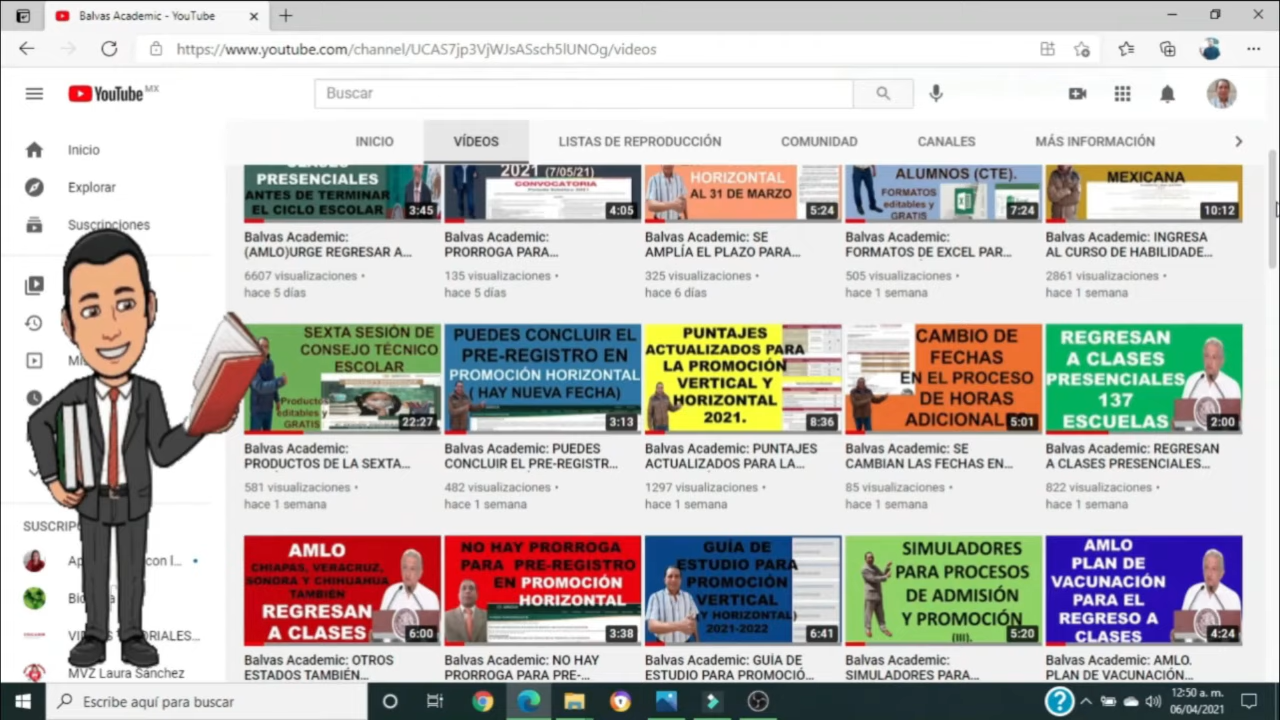 Balvas Academic - YouTube
https://www.youtube.com/channel/UCAS7jp3VjWJsASsch5lUNOg/videos
YouTube MX
Buscar
INICIO
VÍDEOS
LISTAS DE REPRODUCCIÓN
COMUNIDAD
CANALES
MÁS INFORMACIÓN
Inicio
Explorar
Suscripciones
PRESENCIALES
ANTES DE TERMINAR
EL CICLO ESCOLAR
3:45
2021 (7/05/21)
CONVOCATORIA
4:05
HORIZONTAL
AL 31 DE MARZO
5:24
ALUMNOS (CTE).
FORMATOS
editables y
GRATIS
7:24
MEXICANA
10:12
Balvas Academic:
(AMLO)URGE REGRESAR A...
6607 visualizaciones •
hace 5 días
Balvas Academic:
PRORROGA PARA...
135 visualizaciones •
hace 5 días
Balvas Academic: SE
AMPLÍA EL PLAZO PARA...
325 visualizaciones •
hace 6 días
Balvas Academic:
FORMATOS DE EXCEL PAR...
505 visualizaciones •
hace 1 semana
Balvas Academic: INGRESA
AL CURSO DE HABILIDADE...
2861 visualizaciones •
hace 1 semana
SEXTA SESIÓN DE
CONSEJO TÉCNICO
ESCOLAR
Productos
editables y
GRATIS
22:27
PUEDES CONCLUIR EL
PRE-REGISTRO EN
PROMOCIÓN HORIZONTAL
( HAY NUEVA FECHA)
3:13
PUNTAJES
ACTUALIZADOS PARA
LA PROMOCIÓN
VERTICAL Y
HORIZONTAL
2021.
8:36
CAMBIO DE
FECHAS
EN EL PROCESO
DE HORAS
ADICIONAL
5:01
REGRESAN
A CLASES
PRESENCIALES
137
ESCUELAS
2:00
Balvas Academic:
PRODUCTOS DE LA SEXTA...
581 visualizaciones •
hace 1 semana
Balvas Academic: PUEDES
CONCLUIR EL PRE-REGISTR...
482 visualizaciones •
hace 1 semana
Balvas Academic: PUNTAJES
ACTUALIZADOS PARA LA...
1297 visualizaciones •
hace 1 semana
Balvas Academic: SE
CAMBIAN LAS FECHAS EN...
85 visualizaciones •
hace 1 semana
Balvas Academic: REGRESAN
A CLASES PRESENCIALES...
822 visualizaciones •
hace 1 semana
SUSCRIP
con l...
VI
TORIALES...
MVZ Laura Sánchez
AMLO
CHIAPAS, VERACRUZ,
SONORA Y CHIHUAHUA
TAMBIÉN
REGRESAN
A CLASES
6:00
NO HAY PRORROGA
PARA PRE-REGISTRO
EN PROMOCIÓN
HORIZONTAL
3:38
GUÍA DE
ESTUDIO PARA
PROMOCIÓN
VERTICAL
(Y HORIZONTAL)
2021-2022
6:41
SIMULADORES
PARA PROCESOS
DE ADMISIÓN
Y PROMOCIÓN
(III).
5:20
AMLO
PLAN DE
VACUNACIÓN
PARA EL
REGRESO A
CLASES
4:24
Balvas Academic: OTROS
ESTADOS TAMBIÉN...
Balvas Academic: NO HAY
PRORROGA PARA PRE-...
Balvas Academic: GUÍA DE
ESTUDIO PARA PROMOCIÓ...
Balvas Academic:
SIMULADORES PARA...
Balvas Academic: AMLO.
PLAN DE VACUNACIÓN...
Escribe aquí para buscar
12:50 a. m.
06/04/2021